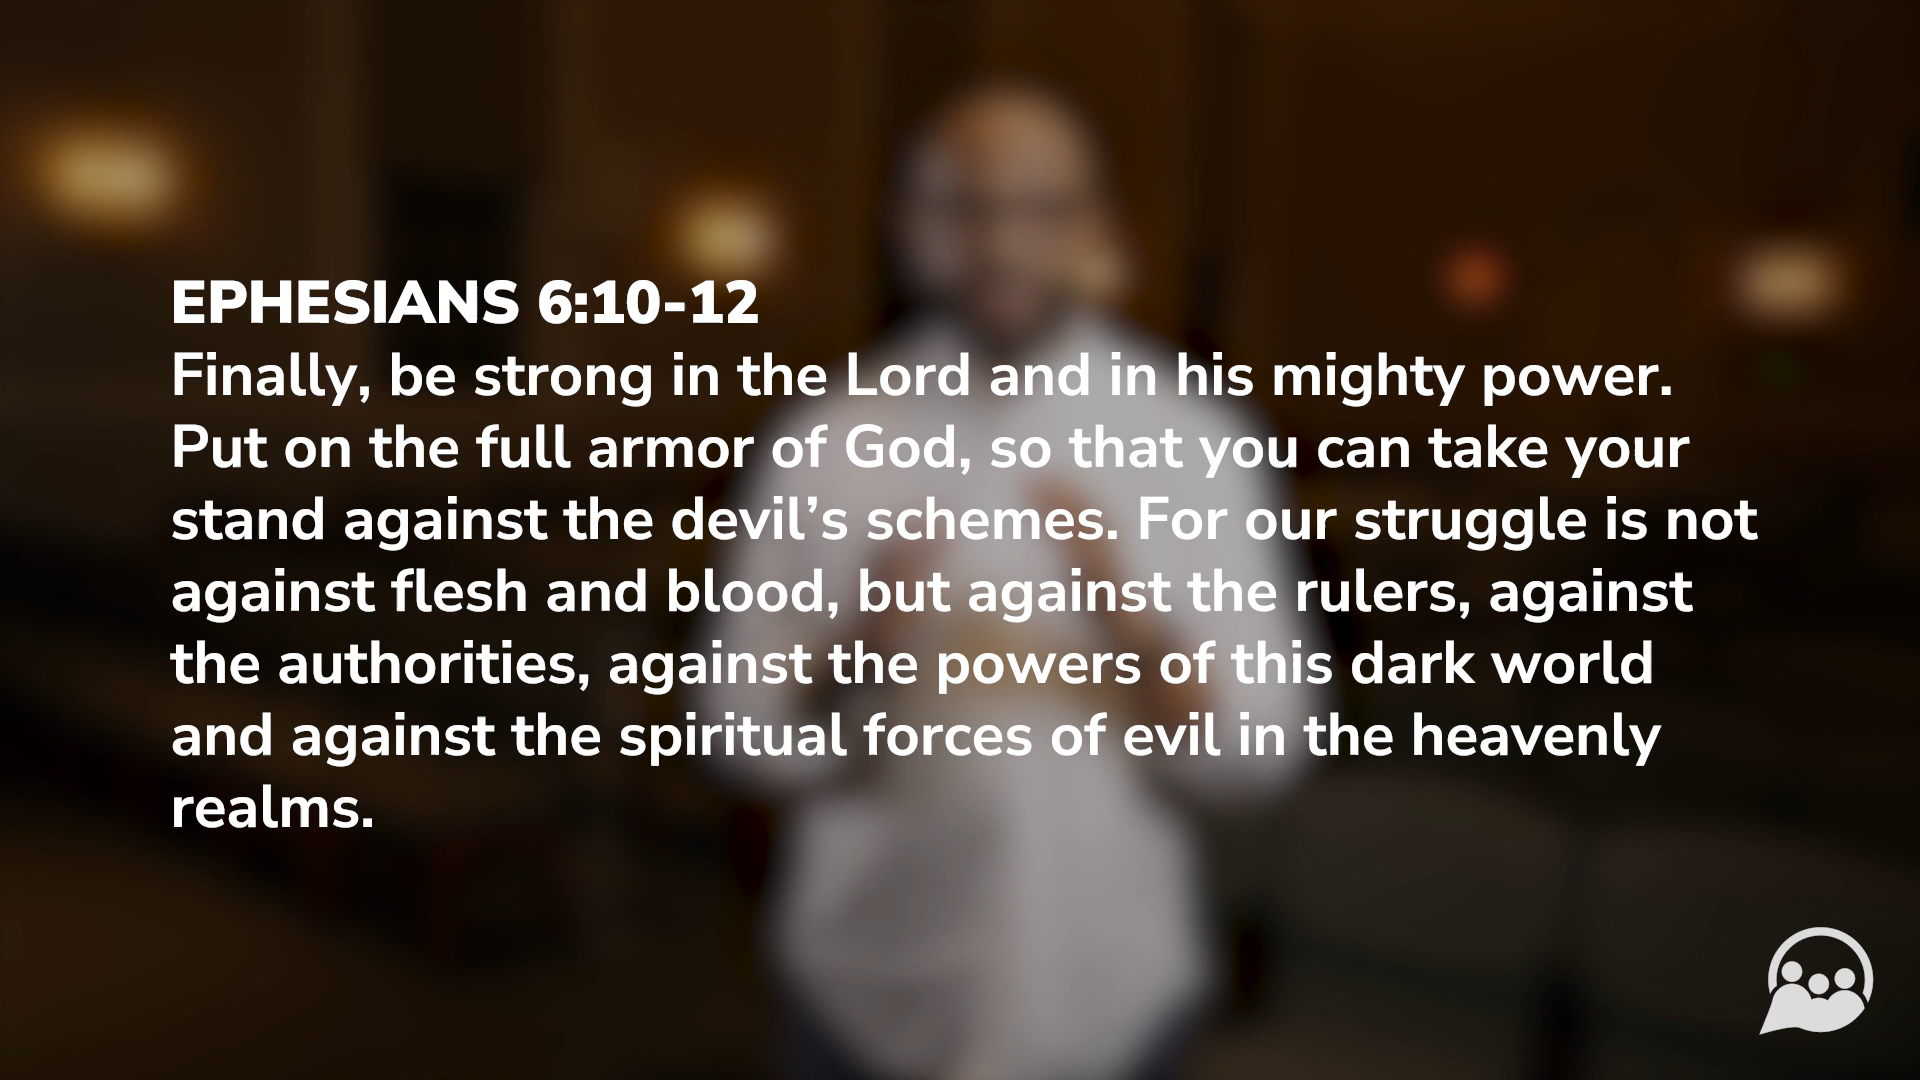 EPHESIANS 6:10-12
Finally, be strong in the Lord and in his mighty power.
Put on the full armor of God, so that you can take your
stand against the devil’s schemes. For our struggle is not
against flesh and blood, but against the rulers, against
the authorities, against the powers of this dark world
and against the spiritual forces of evil in the heavenly
realms.